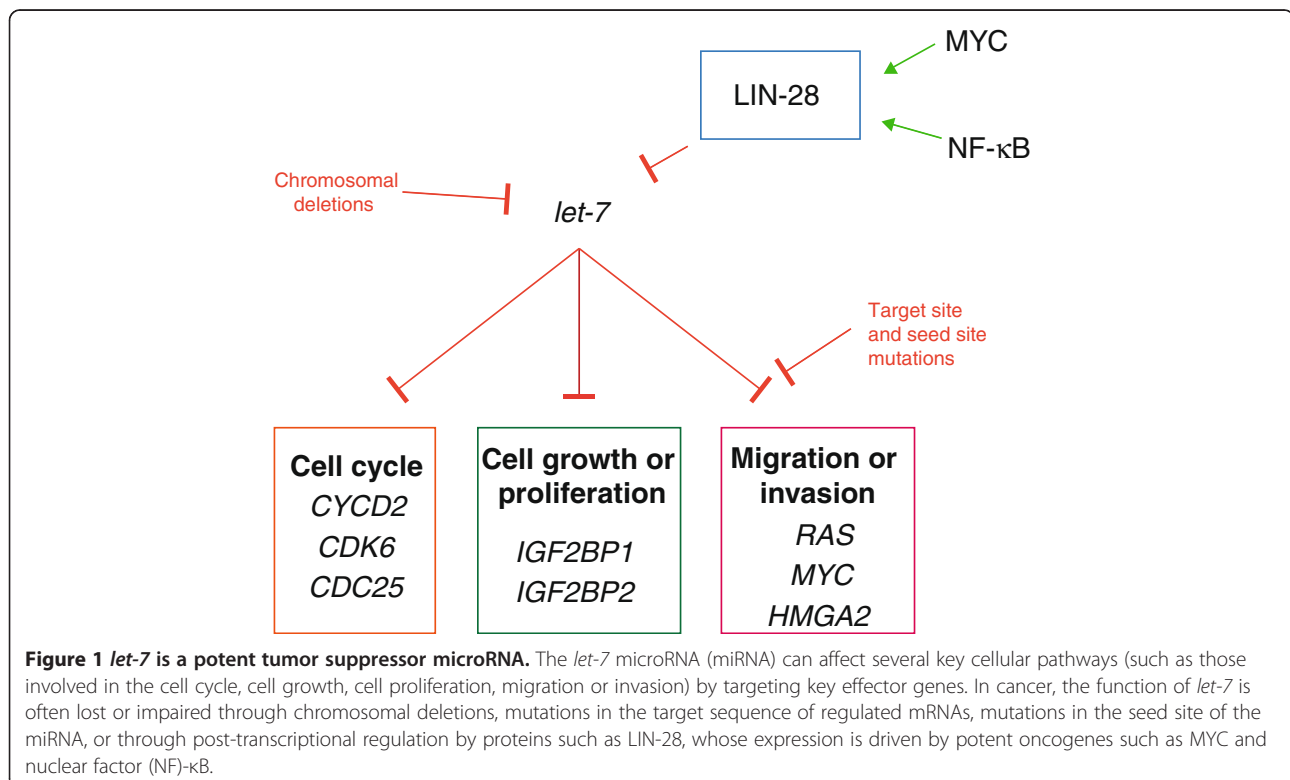 MYC
LIN-28
NF-κB
Chromosomal
deletions
let-7
Target site
and seed site
mutations
Cell cycle
CYCD2
CDK6
CDC25
Cell growth or
proliferation
IGF2BP1
IGF2BP2
Migration or
invasion
RAS
MYC
HMGA2
Figure 1 let-7 is a potent tumor suppressor microRNA. The let-7 microRNA (miRNA) can affect several key cellular pathways (such as those
involved in the cell cycle, cell growth, cell proliferation, migration or invasion) by targeting key effector genes. In cancer, the function of let-7 is
often lost or impaired through chromosomal deletions, mutations in the target sequence of regulated mRNAs, mutations in the seed site of the
miRNA, or through post-transcriptional regulation by proteins such as LIN-28, whose expression is driven by potent oncogenes such as MYC and
nuclear factor (NF)-κB.